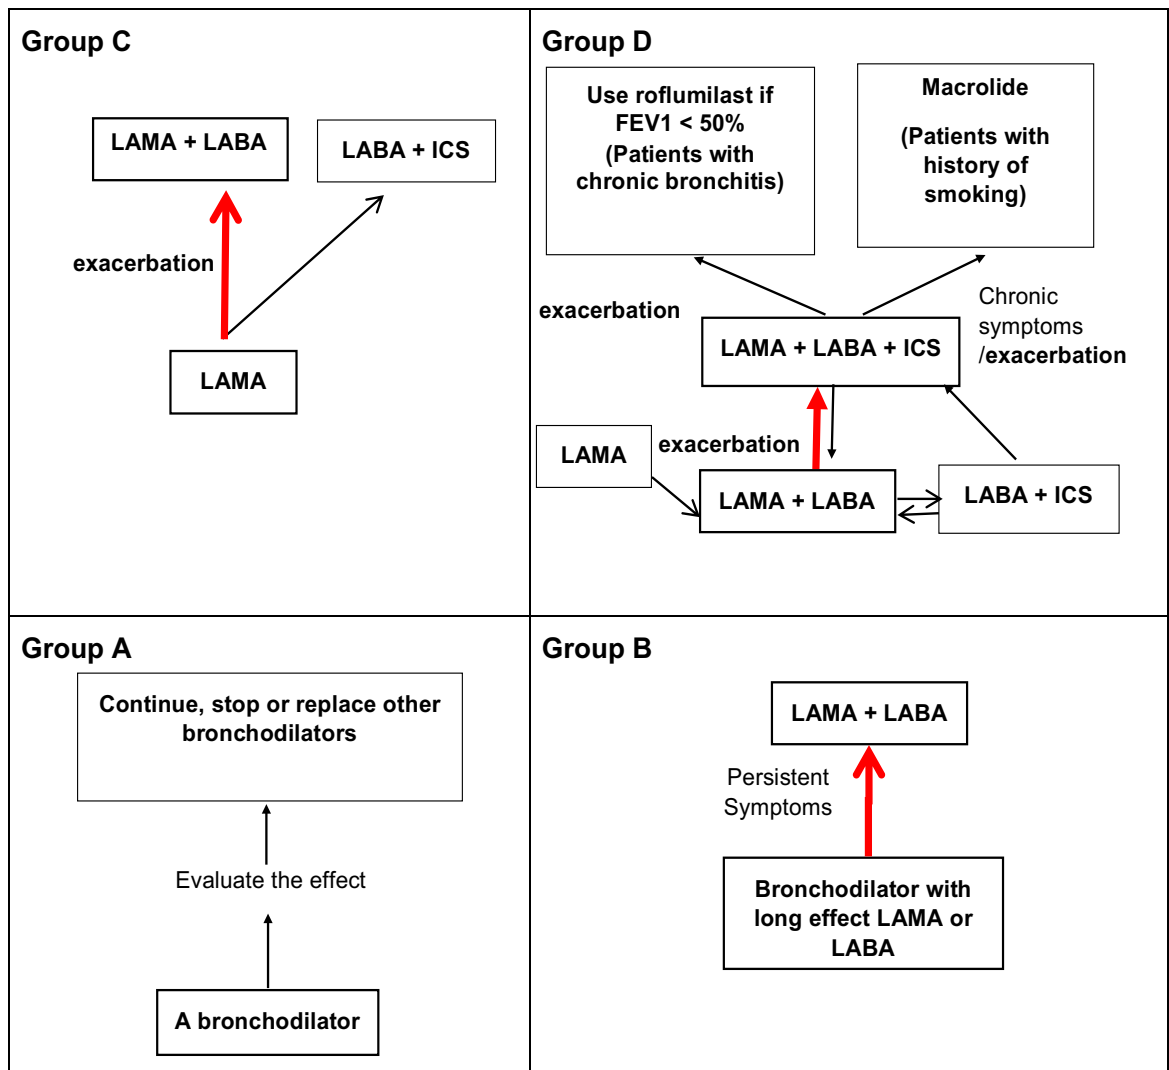 Group C
LAMA + LABA
LABA + ICS
exacerbation
LAMA
Group D
Use roflumilast if
FEV1 < 50%
(Patients with
chronic bronchitis)
Macrolide
(Patients with
history of
smoking)
exacerbation
Chronic
symptoms
/exacerbation
LAMA + LABA + ICS
LAMA
exacerbation
LAMA + LABA
LABA + ICS
Group A
Continue, stop or replace other
bronchodilators
Evaluate the effect
A bronchodilator
Group B
LAMA + LABA
Persistent
Symptoms
Bronchodilator with
long effect LAMA or
LABA